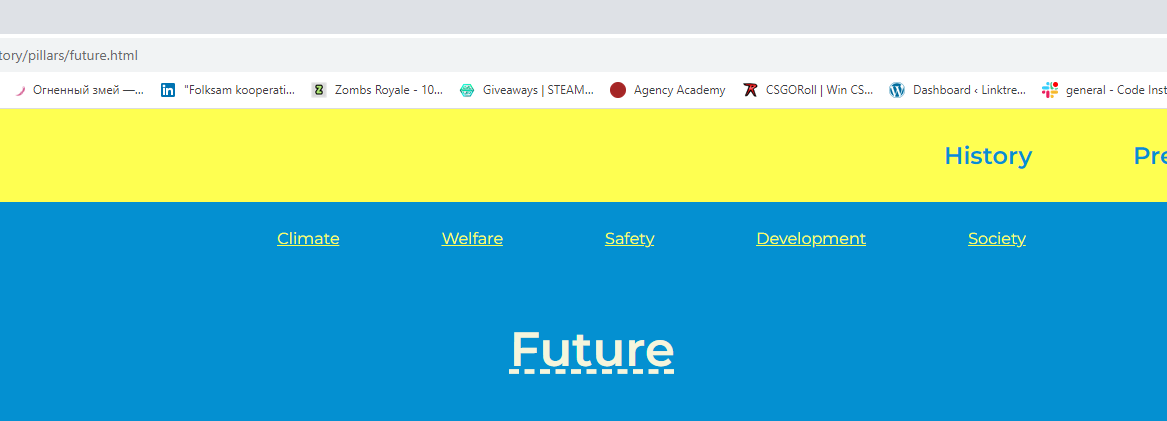 tory/pillars/future.html
Огненный змей —... "Folksam kooperati... Zombs Royale - 10... Giveaways | STEAM... Agency Academy CSGORoll | Win CS... Dashboard ‹ Linktre... general - Code Inst
History Pre
Climate Welfare Safety Development Society
Future